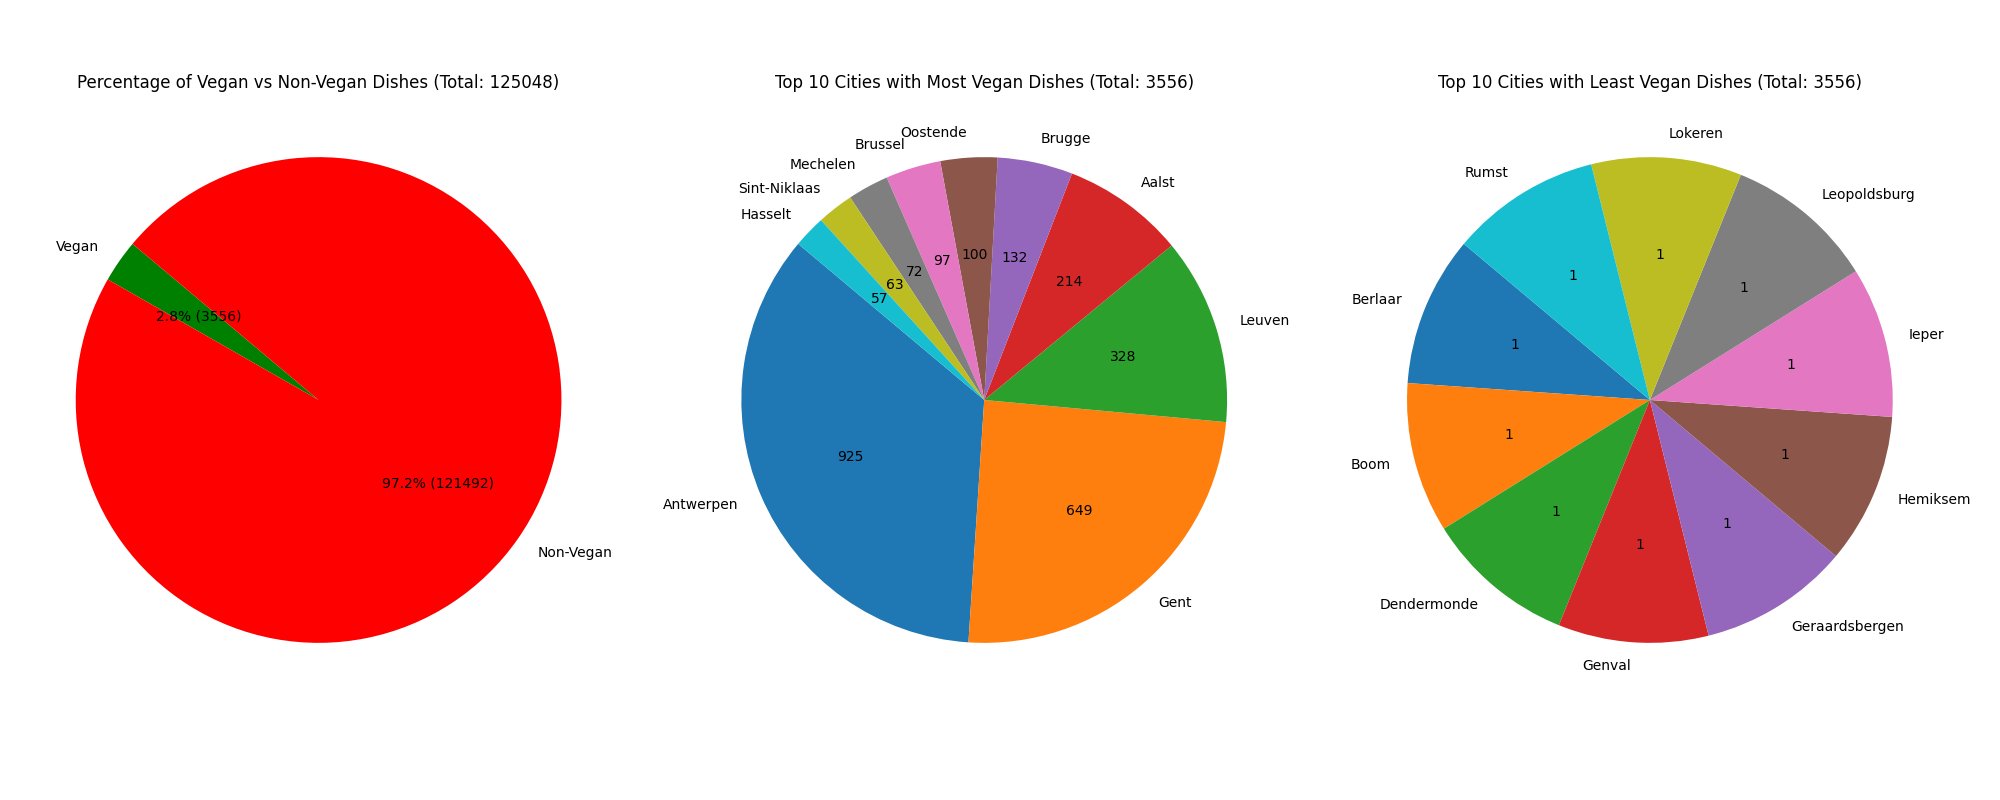 Percentage of Vegan vs Non-Vegan Dishes (Total: 125048)
Vegan
2.8% (3556)
97.2% (121492)
Non-Vegan
Top 10 Cities with Most Vegan Dishes (Total: 3556)
Oostende
Brugge
Brussel
Mechelen
Aalst
Sint-Niklaas
Hasselt
100
132
97
72
214
63
57
Leuven
328
925
Antwerpen
649
Gent
Top 10 Cities with Least Vegan Dishes (Total: 3556)
Lokeren
Rumst
Leopoldsburg
1
1
1
Berlaar
Ieper
1
1
1
Boom
1
Hemiksem
1
1
1
Dendermonde
Geraardsbergen
Genval